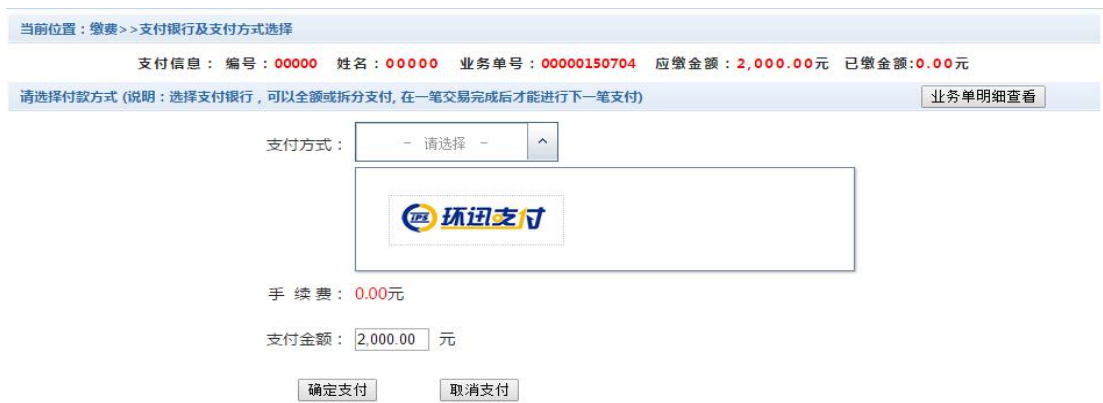 当前位置：缴费>>支付银行及支付方式选择
支付信息： 编号：00000 姓名：00000 业务单号：00000150704 应缴金额：2,000.00元 已缴金额:0.00元
请选择付款方式 (说明：选择支付银行，可以全额或拆分支付, 在一笔交易完成后才能进行下一笔支付) 业务单明细查看
支付方式： - 请选择 -
IPS 环迅支付
手 续 费： 0.00元
支付金额： 2,000.00 元
确定支付 取消支付